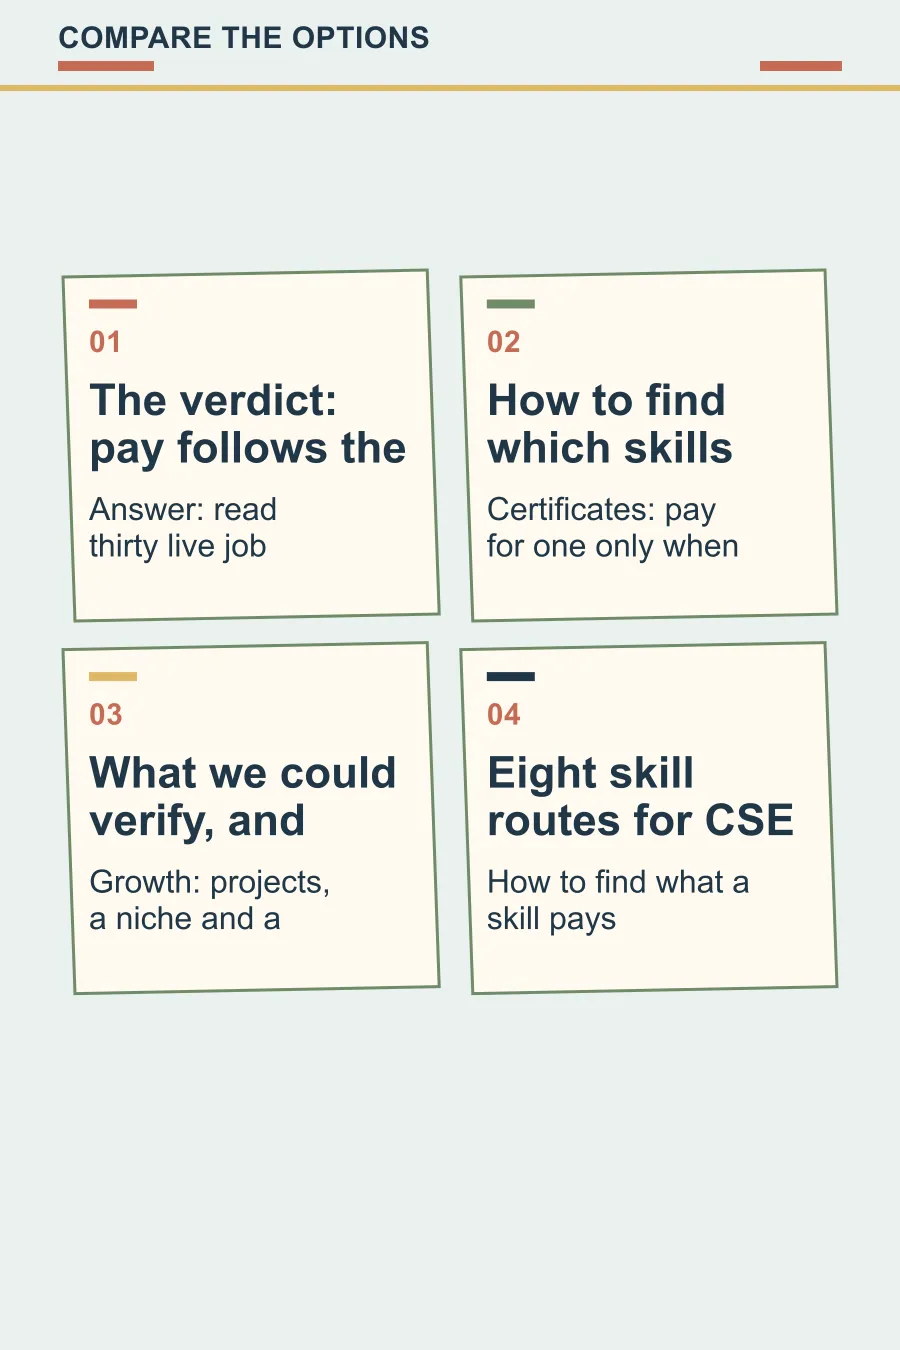 COMPARE THE OPTIONS
01
The verdict:
pay follows the
Answer: read
thirty live job
02
How to find
which skills
Certificates: pay
for one only when
03
What we could
verify, and
Growth: projects,
a niche and a
04
Eight skill
routes for CSE
How to find what a
skill pays